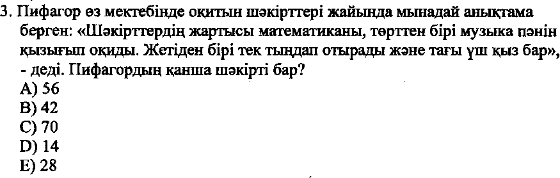 3. Пифагор өз мектебінде оқитын шәкірттері жайында мынадай анықтама
берген: «Шәкірттердің жартысы математиканы, төрттен бірі музыка пәнін
қызығып оқиды. Жетіден бірі тек тыңдап отырады және тағы үш қыз бар»,
- деді. Пифагордың қанша шәкірті бар?
A) 56
B) 42
C) 70
D) 14
E) 28